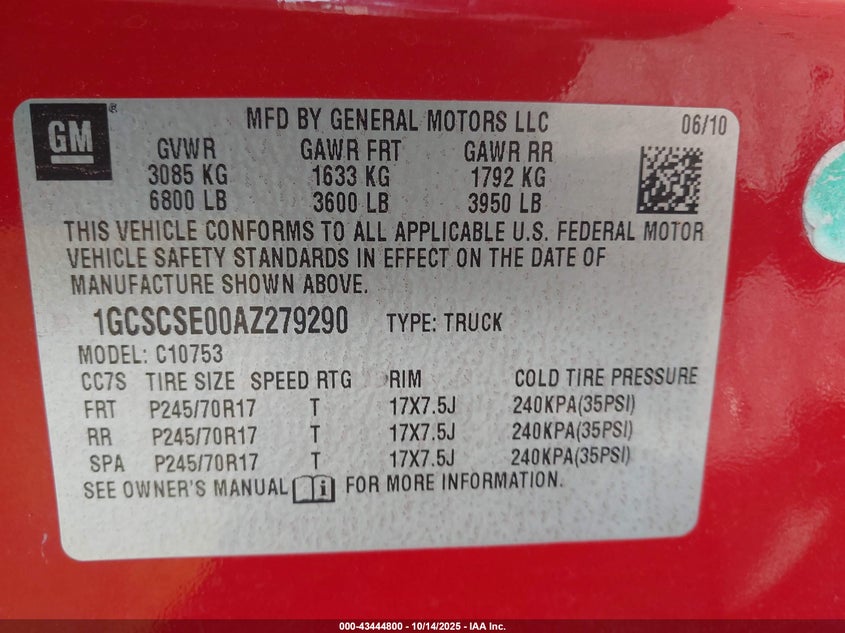 GM®
MFD BY GENERAL MOTORS LLC 06/10
GVWR GAWR FRT GAWR RR
3085 KG 1633 KG 1792 KG
6800 LB 3600 LB 3950 LB
THIS VEHICLE CONFORMS TO ALL APPLICABLE U.S. FEDERAL MOTOR
VEHICLE SAFETY STANDARDS IN EFFECT ON THE DATE OF
MANUFACTURE SHOWN ABOVE.
1GCSCSE00AZ279290 TYPE: TRUCK
MODEL: C10753
CC7S TIRE SIZE SPEED RTG RIM COLD TIRE PRESSURE
FRT P245/70R17 T 17X7.5J 240KPA(35PSI)
RR P245/70R17 T 17X7.5J 240KPA(35PSI)
SPA P245/70R17 T 17X7.5J 240KPA(35PSI)
SEE OWNER'S MANUAL FOR MORE INFORMATION.
000-43444800 - 10/14/2025 - IAA Inc.